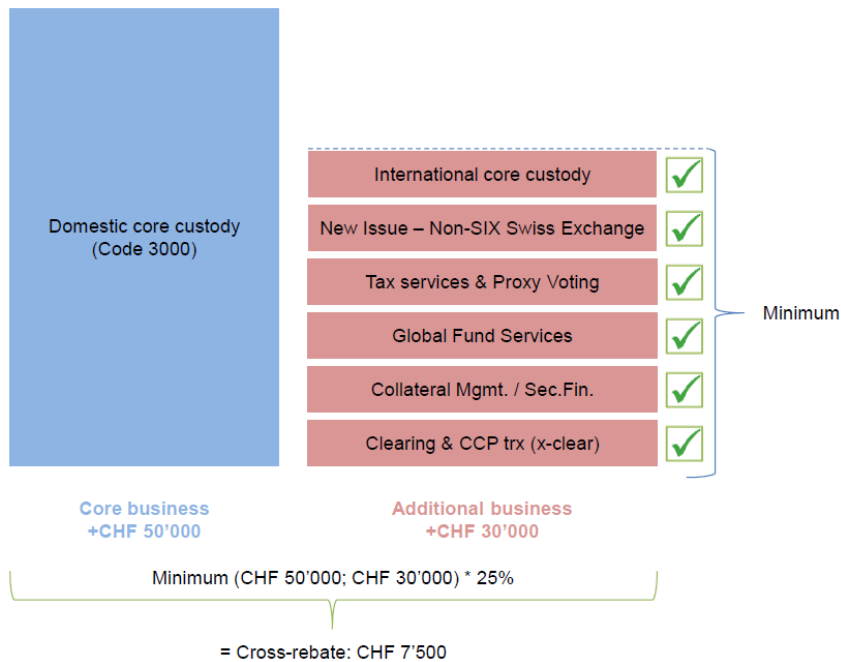 Domestic core custody
(Code 3000)
International core custody
New Issue – Non-SIX Swiss Exchange
Tax services & Proxy Voting
Global Fund Services
Collateral Mgmt. / Sec.Fin.
Clearing & CCP trx (x-clear)
Minimum
Core business
+CHF 50’000
Additional business
+CHF 30’000
Minimum (CHF 50’000; CHF 30’000) * 25%
= Cross-rebate: CHF 7’500